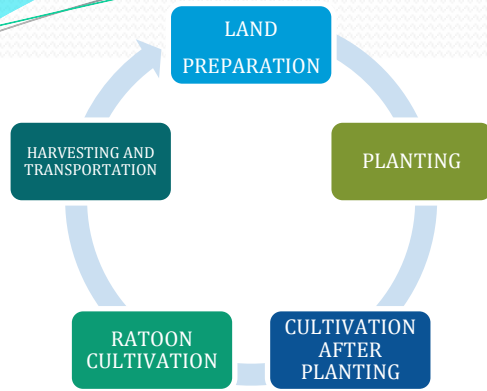 LAND
PREPARATION
PLANTING
CULTIVATION
AFTER
PLANTING
RATOON
CULTIVATION
HARVESTING AND
TRANSPORTATION